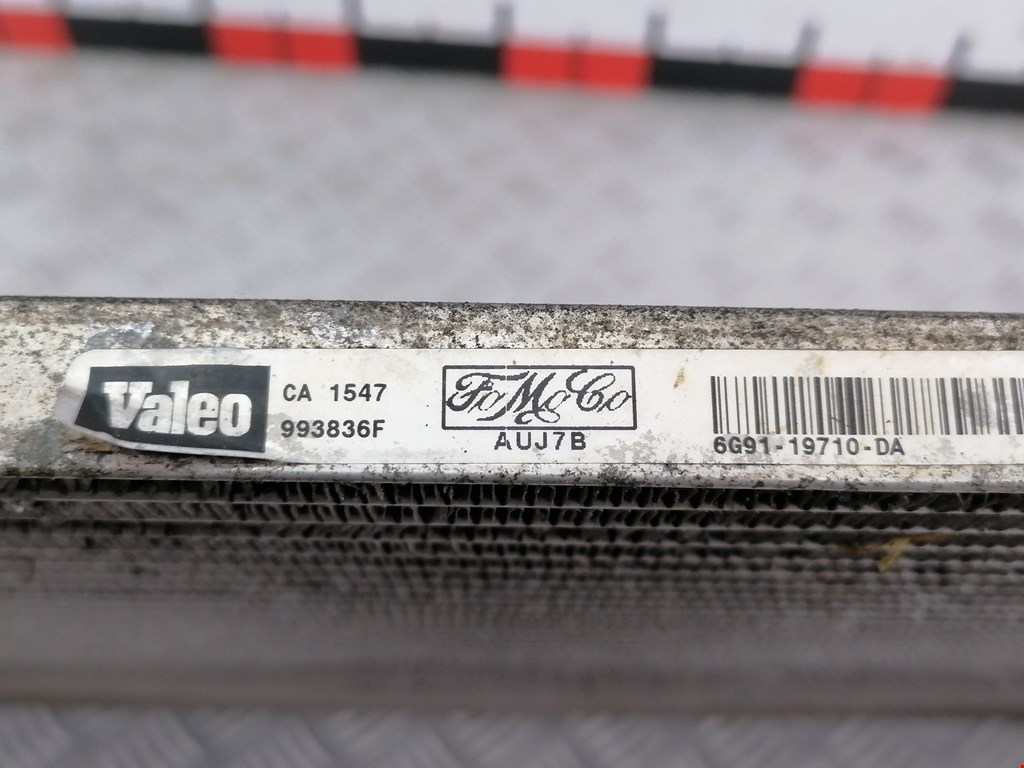 Valeo
CA 1547
993836F
FoMoCo
AUJ7B
6G91-19710-DA